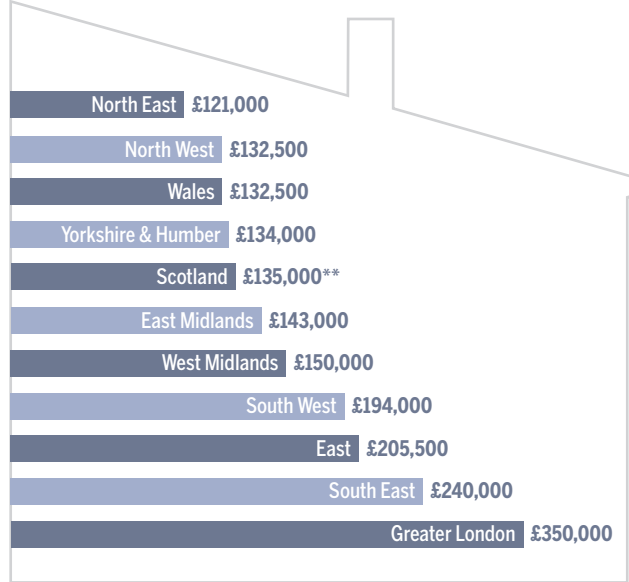 North East £121,000
North West £132,500
Wales £132,500
Yorkshire & Humber £134,000
Scotland £135,000**
East Midlands £143,000
West Midlands £150,000
South West £194,000
East £205,500
South East £240,000
Greater London £350,000